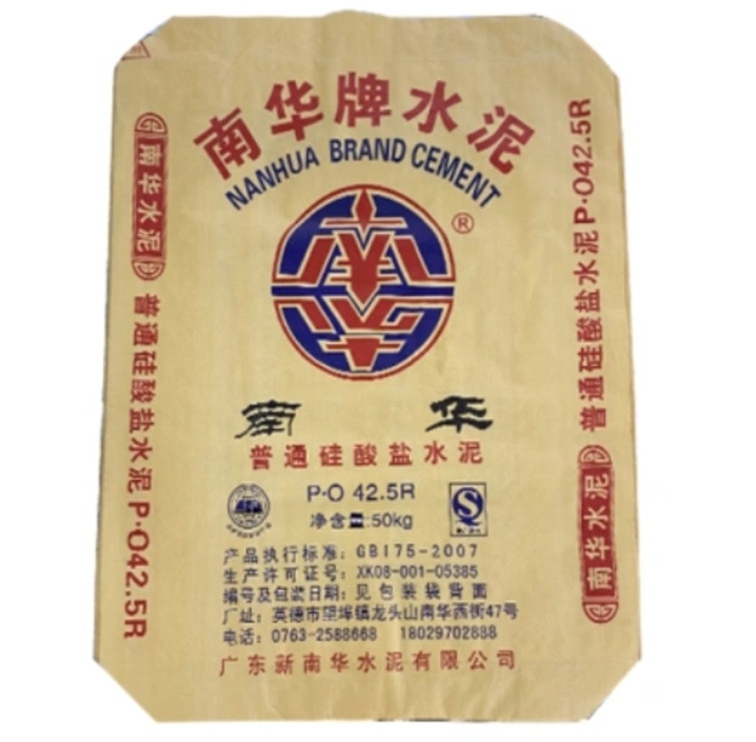 南华牌水泥
NANHUA BRAND CEMENT
®
南华水泥
普通硅酸盐水泥 P·O42.5R
南 华
普通硅酸盐水泥
P·O 42.5R
净含量:50kg
产品执行标准：GB175-2007
生产许可证号：XK08-001-05385
编号及包装日期：见包装袋背面
厂址：英德市望埠镇龙头山南华西街47号
电话：0763-2588668 18029702888
广东新南华水泥有限公司
普通硅酸盐水泥 P·O42.5R
南华水泥